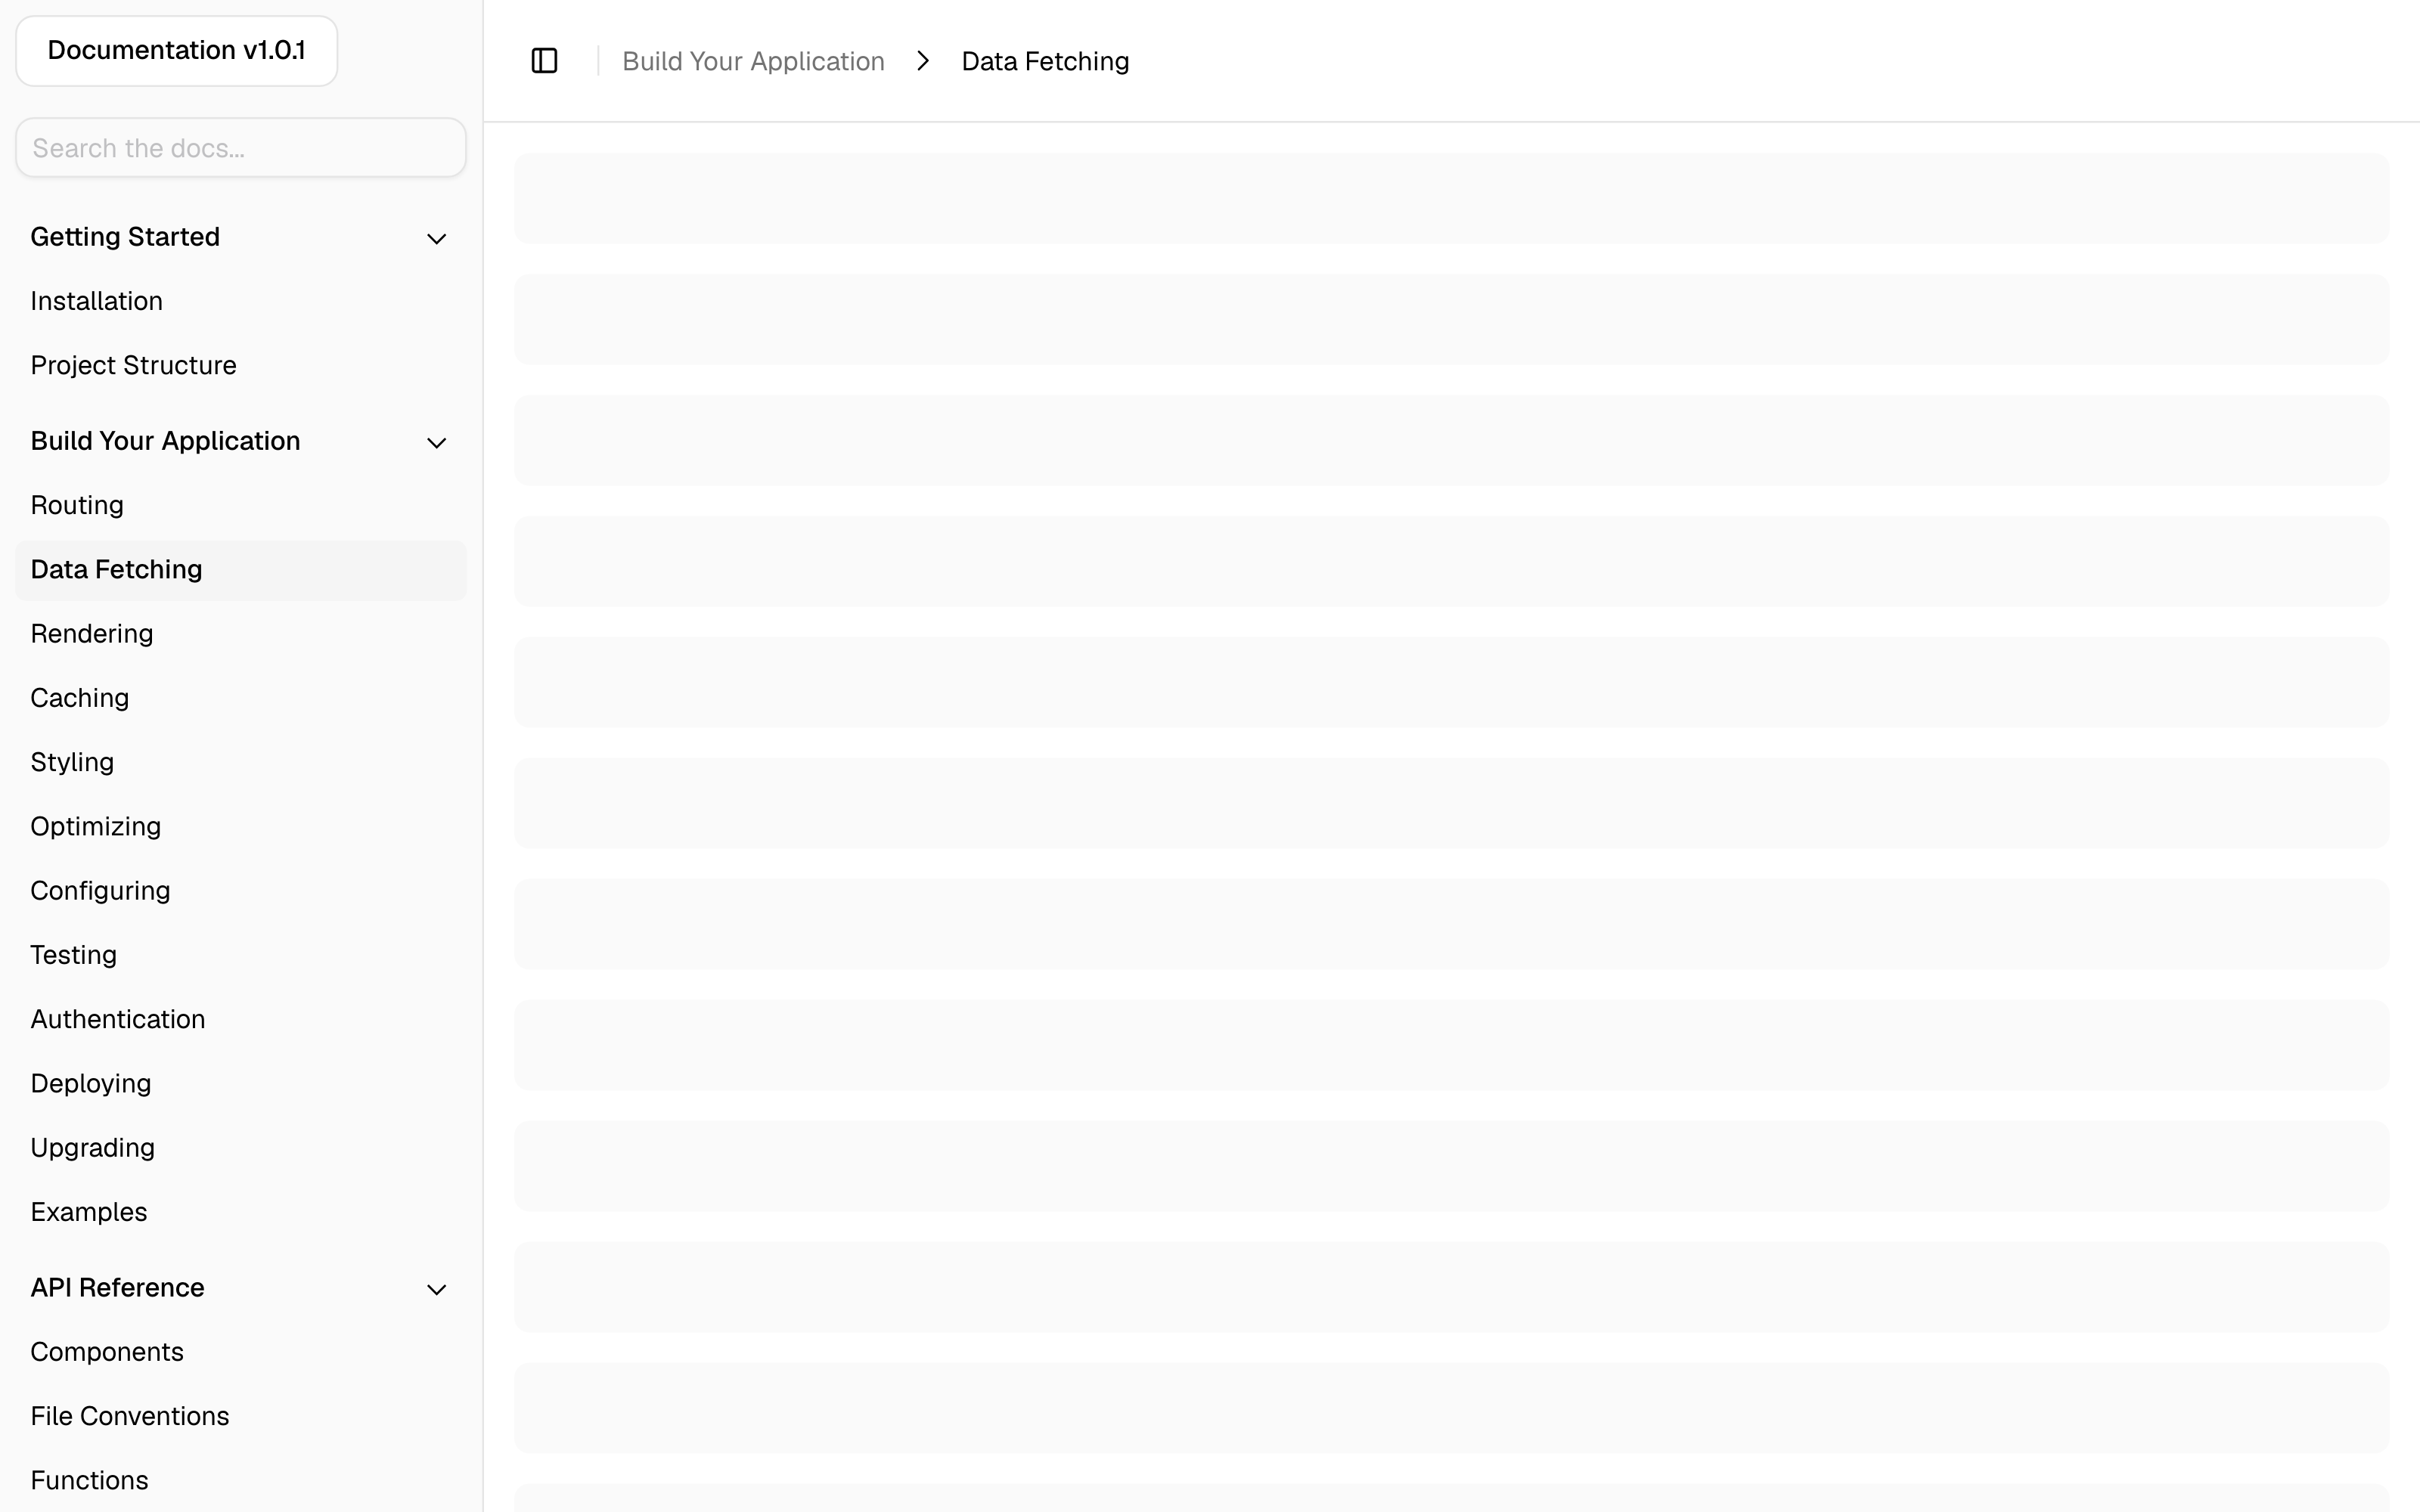 Documentation v1.0.1
Search the docs...
Getting Started
Installation
Project Structure
Build Your Application
Routing
Data Fetching
Rendering
Caching
Styling
Optimizing
Configuring
Testing
Authentication
Deploying
Upgrading
Examples
API Reference
Components
File Conventions
Functions
Build Your Application
Data Fetching